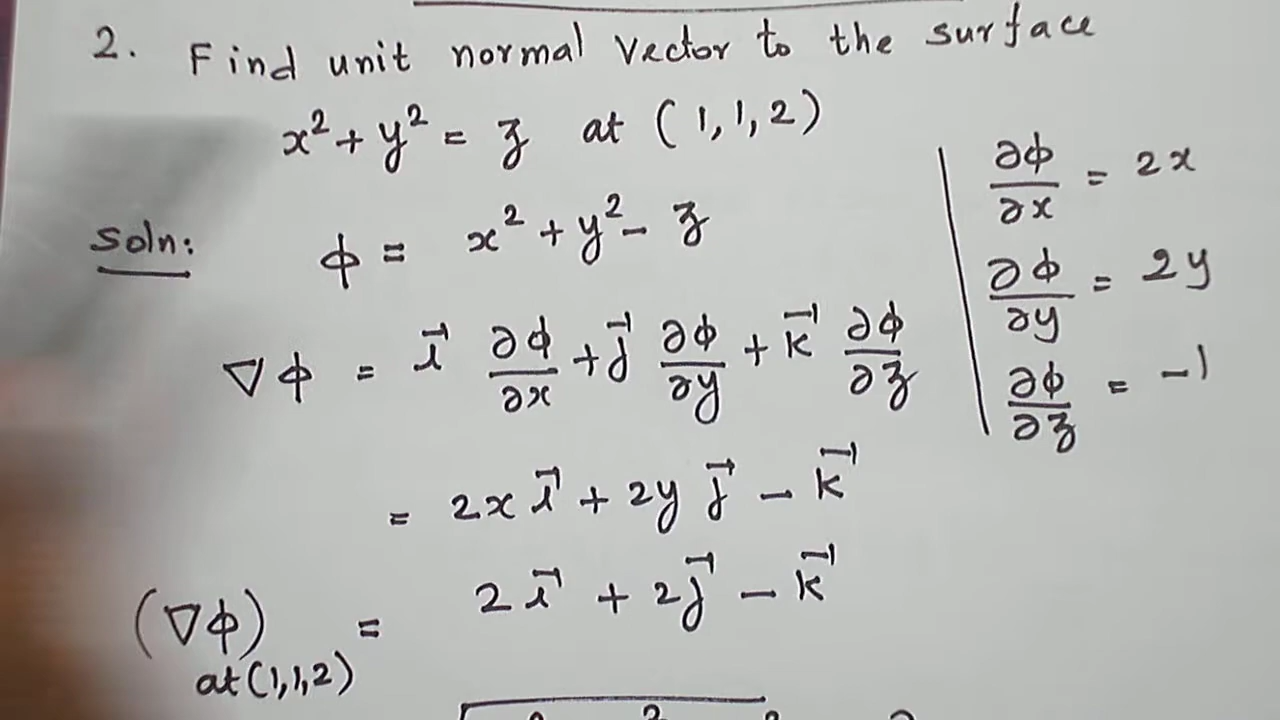 2. Find unit normal vector to the surface
x² + y² = z at (1,1,2)
Soln: ϕ = x² + y² - z
∇ϕ = i⃗ ∂ϕ/∂x + j⃗ ∂ϕ/∂y + k⃗ ∂ϕ/∂z
= 2x i⃗ + 2y j⃗ - k⃗
(∇ϕ) at (1,1,2) = 2 i⃗ + 2 j⃗ - k⃗
∂ϕ/∂x = 2x
∂ϕ/∂y = 2y
∂ϕ/∂z = -1